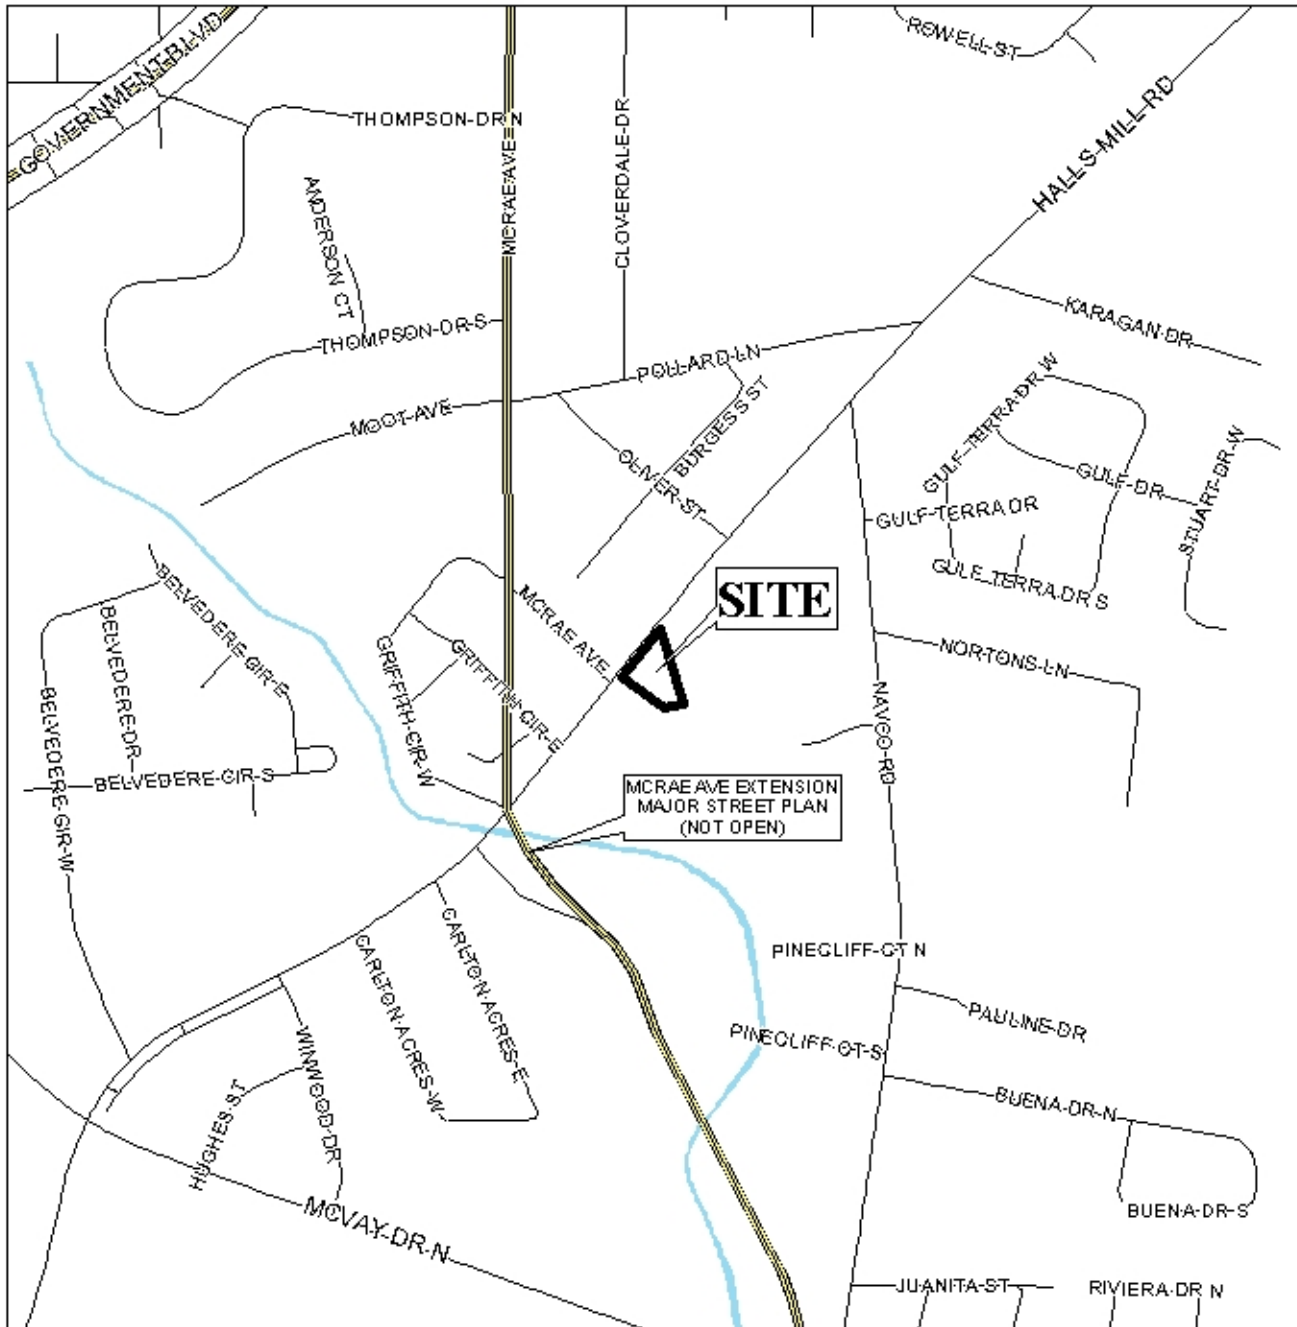 ROWELL ST
GOVERNMENT BLVD
HALLS MILL RD
THOMPSON DR N
MCRAE AVE
CLOVERDALE DR
ANDERSON CT
KARAGAN DR
THOMPSON DR S
POLLARD LN
MOOT AVE
BURGESS ST
OLIVER ST
GULF TERRA DR W
GULF DR
STUART DR W
GULF TERRA DR
GULF TERRA DR S
BELVEDERE CIR E
BELVEDERE DR
MCRAE AVE
SITE
GRIFFITH CIR W
GRIFFITH CIR E
NORTONS LN
NAVCO RD
BELVEDERE CIR W
BELVEDERE CIR S
MCRAE AVE EXTENSION
MAJOR STREET PLAN
(NOT OPEN)
CARLTON ACRES E
CARLTON ACRES W
PINECLIFF CT N
PAULINE DR
PINECLIFF CT S
WINWOOD DR
HUGHES ST
BUENA DR N
MCVAY DR N
BUENA DR S
JUANITA ST
RIVIERA DR N